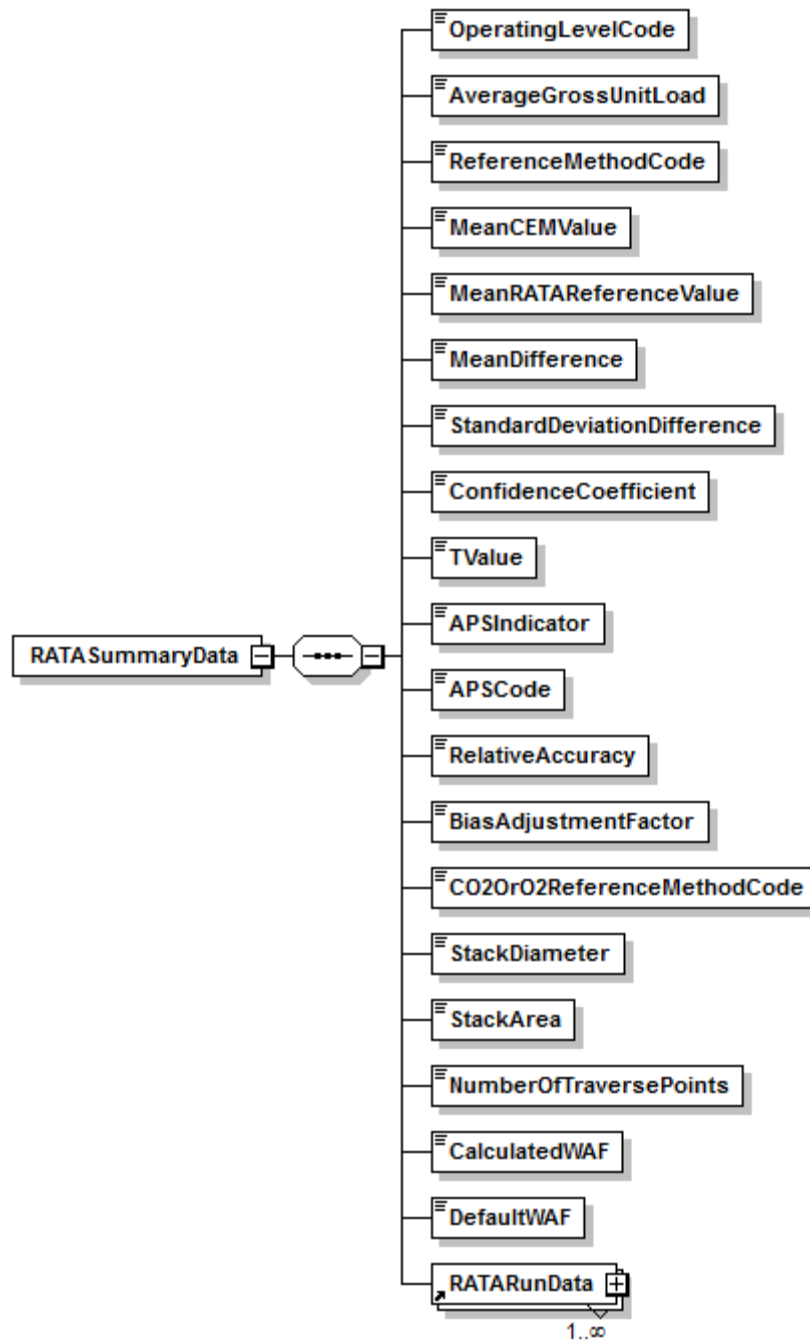 OperatingLevelCode
AverageGrossUnitLoad
ReferenceMethodCode
MeanCEMValue
MeanRATAReferenceValue
MeanDifference
StandardDeviationDifference
ConfidenceCoefficient
TValue
APSIndicator
RATASummaryData
APSCode
RelativeAccuracy
BiasAdjustmentFactor
CO2OrO2ReferenceMethodCode
StackDiameter
StackArea
NumberOfTraversePoints
CalculatedWAF
DefaultWAF
RATARunData
1..∞